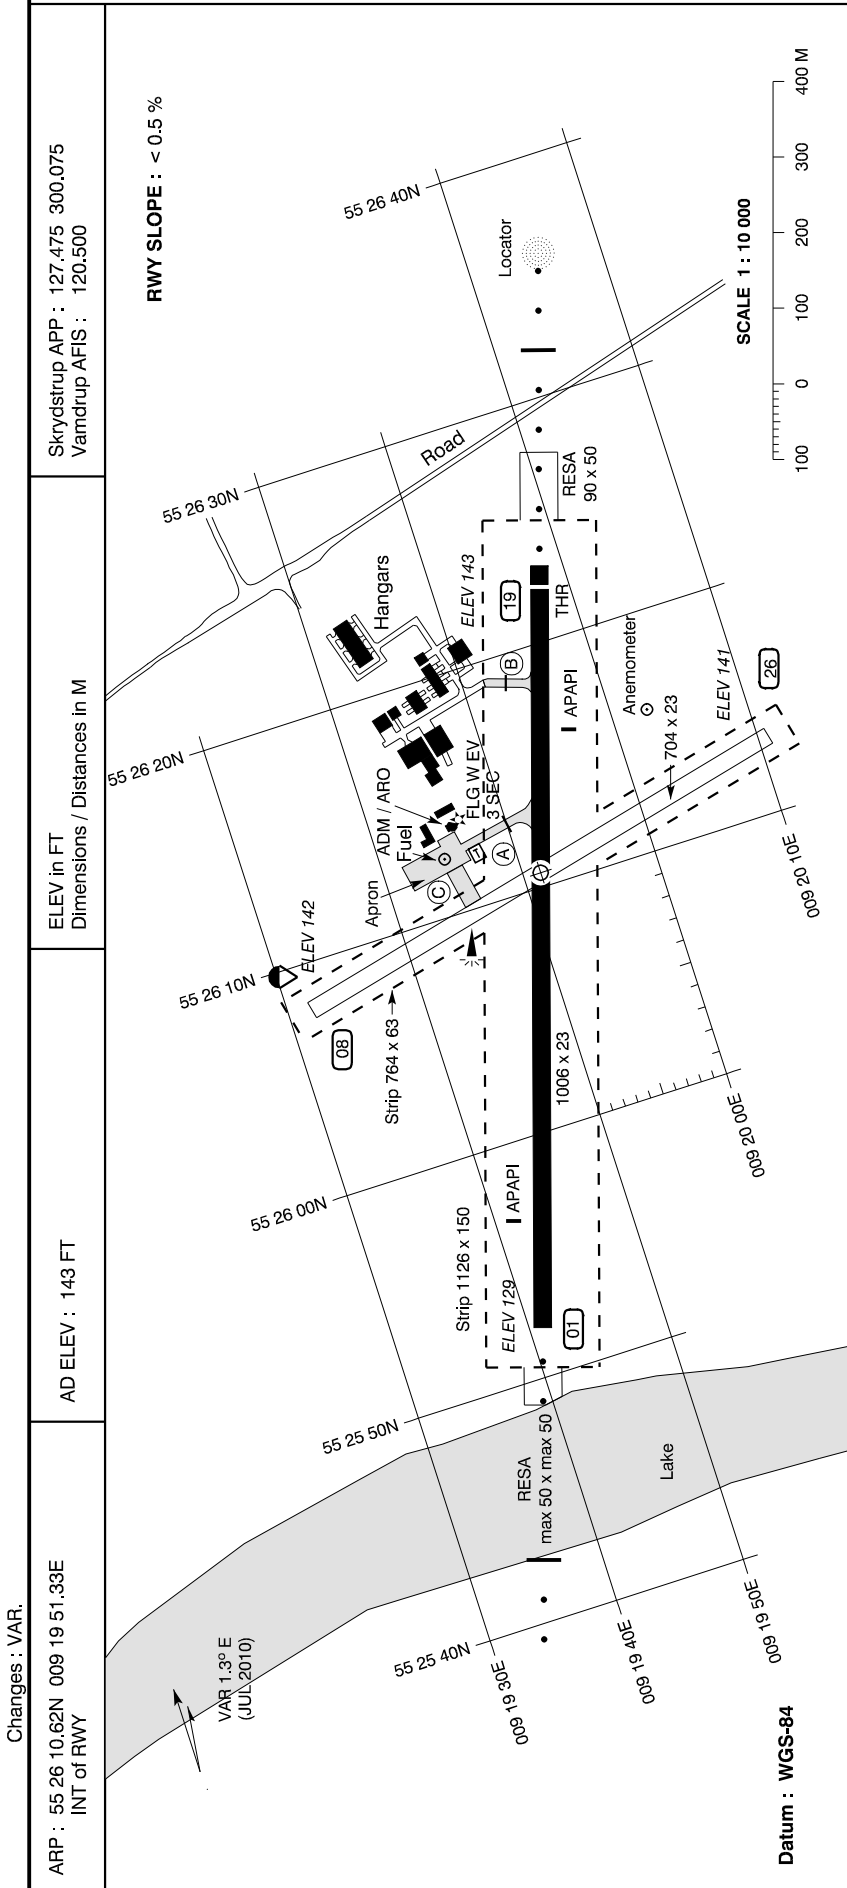 Changes : VAR.
ARP : 55 26 10.62N 009 19 51.33E
INT of RWY
AD ELEV : 143 FT
ELEV in FT
Dimensions / Distances in M
Skrydstrup APP : 127.475 300.075
Vamdrup AFIS : 120.500
RWY SLOPE : < 0.5 %
VAR 1.3° E
(JUL 2010)
55 25 40N
55 25 50N
55 26 00N
55 26 10N
55 26 20N
55 26 30N
55 26 40N
ELEV 142
08
Strip 764 x 63
Apron
C
ADM / ARO
Fuel
FLG W EV
3 SEC
T
A
Hangars
ELEV 143
B
Road
Locator
Strip 1126 x 150
ELEV 129
APAPI
01
1006 x 23
19
THR
APAPI
RESA
90 x 50
RESA
max 50 x max 50
Lake
Anemometer
704 x 23
ELEV 141
26
009 19 30E
009 19 40E
009 19 50E
009 20 00E
009 20 10E
SCALE 1 : 10 000
100 0 100 200 300 400 M
Datum : WGS-84